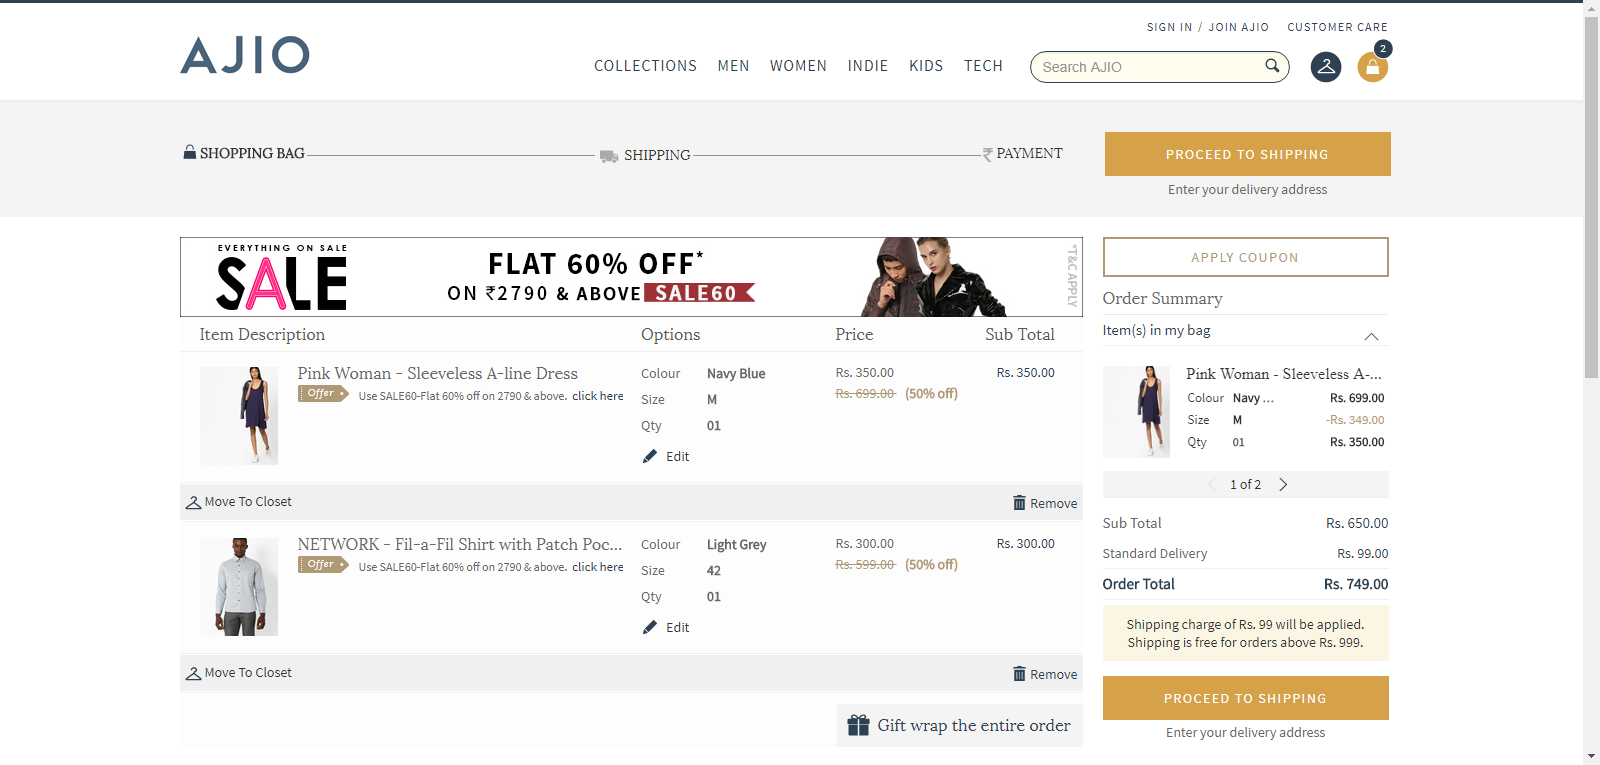 SIGN IN / JOIN AJIO CUSTOMER CARE
AJIO
COLLECTIONS MEN WOMEN INDIE KIDS TECH
Search AJIO
2
SHOPPING BAG SHIPPING ₹ PAYMENT
PROCEED TO SHIPPING
Enter your delivery address
EVERYTHING ON SALE
SALE
FLAT 60% OFF*
ON ₹2790 & ABOVE SALE60
*T&C APPLY
Item Description Options Price Sub Total
Pink Woman - Sleeveless A-line Dress
Offer Use SALE60-Flat 60% off on 2790 & above. click here
Colour Navy Blue
Size M
Qty 01
Edit
Rs. 350.00
Rs. 699.00 (50% off)
Rs. 350.00
Move To Closet Remove
NETWORK - Fil-a-Fil Shirt with Patch Poc...
Offer Use SALE60-Flat 60% off on 2790 & above. click here
Colour Light Grey
Size 42
Qty 01
Edit
Rs. 300.00
Rs. 599.00 (50% off)
Rs. 300.00
Move To Closet Remove
Gift wrap the entire order
APPLY COUPON
Order Summary
Item(s) in my bag
Pink Woman - Sleeveless A-...
Colour Navy ... Rs. 699.00
Size M -Rs. 349.00
Qty 01 Rs. 350.00
1 of 2
Sub Total Rs. 650.00
Standard Delivery Rs. 99.00
Order Total Rs. 749.00
Shipping charge of Rs. 99 will be applied.
Shipping is free for orders above Rs. 999.
PROCEED TO SHIPPING
Enter your delivery address